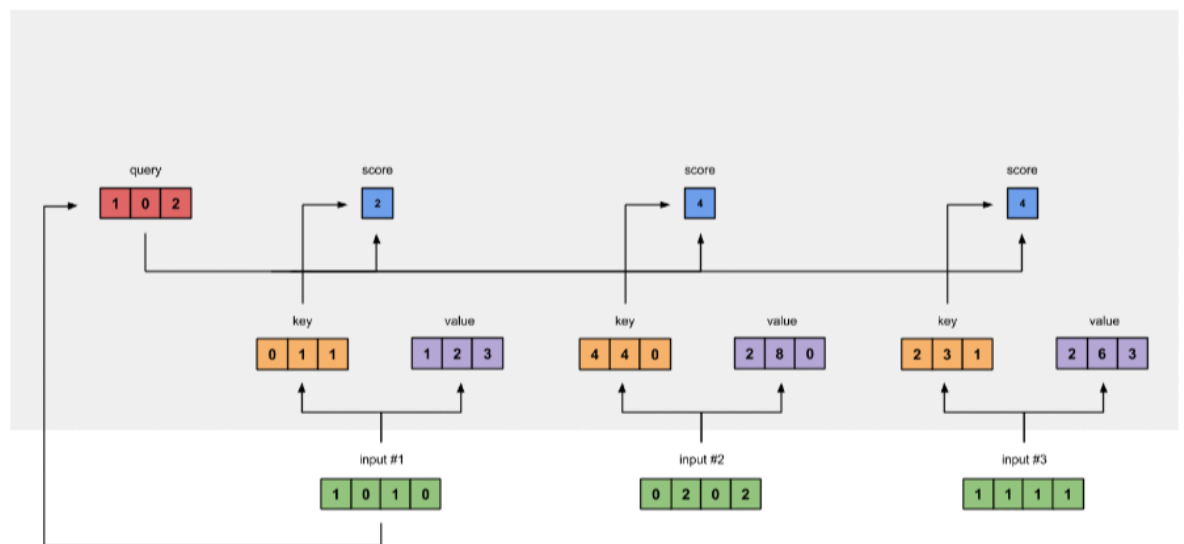 query score score score
1 0 2 2 4 4
key value key value key value
0 1 1 1 2 3 4 4 0 2 8 0 2 3 1 2 6 3
input #1 input #2 input #3
1 0 1 0 0 2 0 2 1 1 1 1